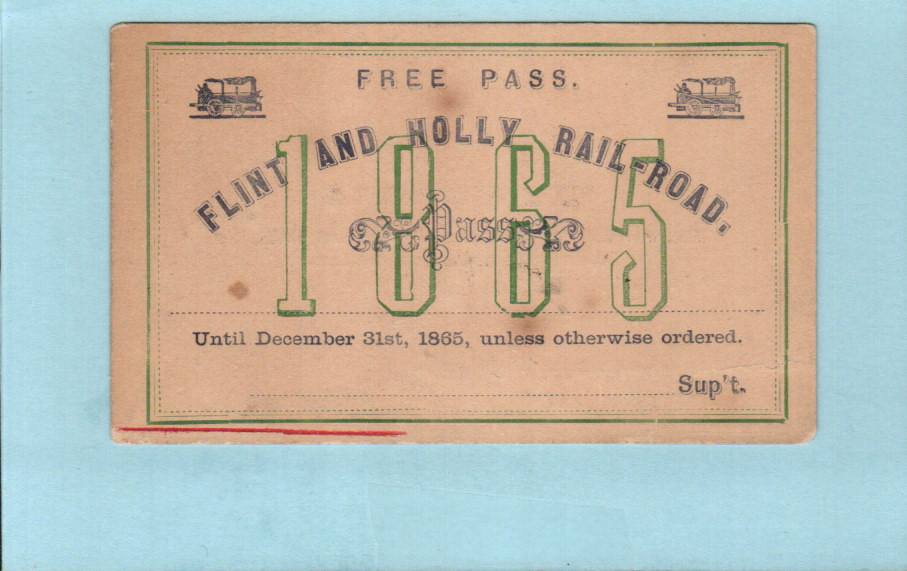 FREE PASS.
FLINT AND HOLLY RAIL-ROAD.
1865
Pass
Until December 31st, 1865, unless otherwise ordered.
Sup't.